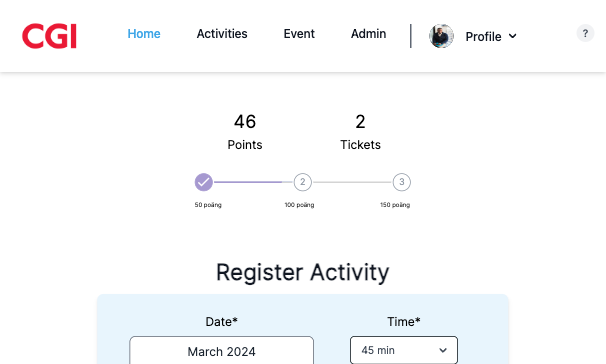 CGI
Home Activities Event Admin Profile ?
46 2
Points Tickets
2 3
50 poäng 100 poäng 150 poäng
Register Activity
Date* Time*
March 2024 45 min